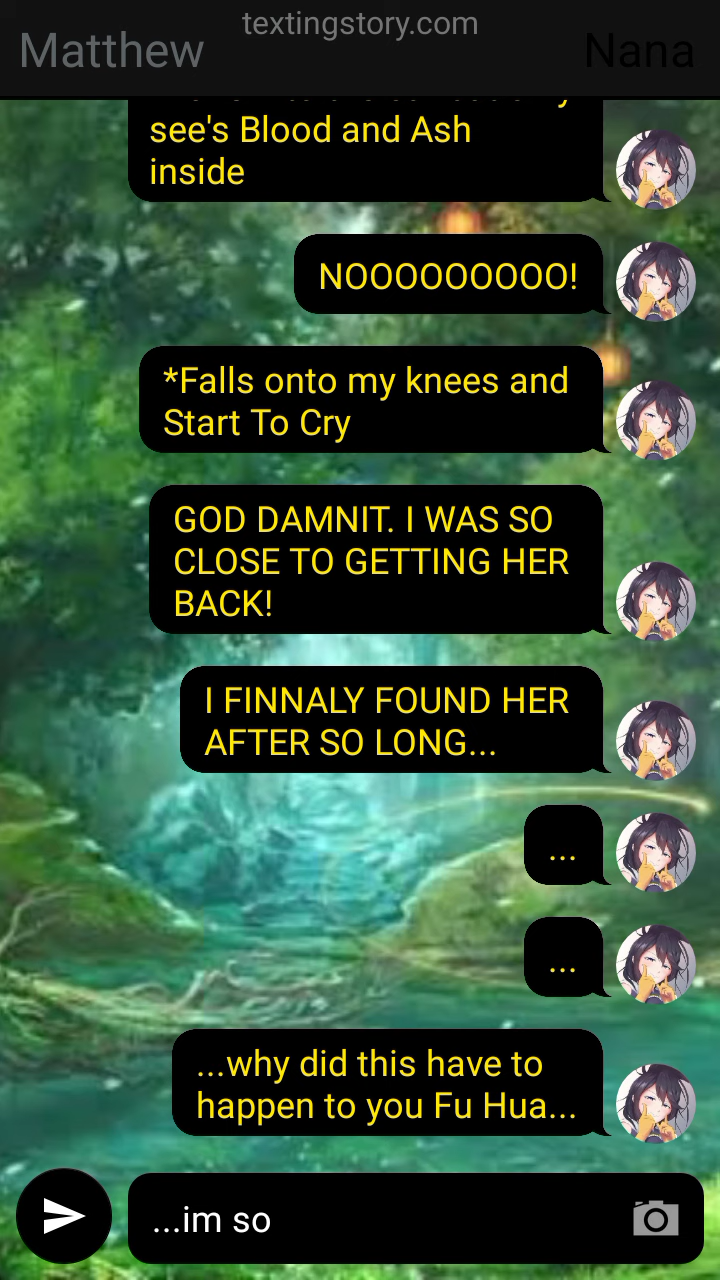 textingstory.com
Matthew
Nana
see's Blood and Ash
inside
NOOOOOOOOO!
*Falls onto my knees and
Start To Cry
GOD DAMNIT. I WAS SO
CLOSE TO GETTING HER
BACK!
I FINNALY FOUND HER
AFTER SO LONG...
...
...
...why did this have to
happen to you Fu Hua...
...im so